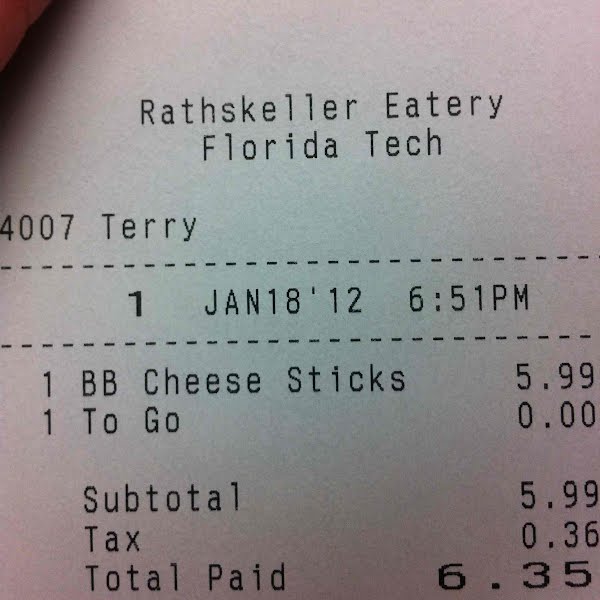 Rathskeller Eatery
Florida Tech
4007 Terry
1 JAN18'12 6:51PM
1 BB Cheese Sticks 5.99
1 To Go 0.00
Subtotal 5.99
Tax 0.36
Total Paid 6.35